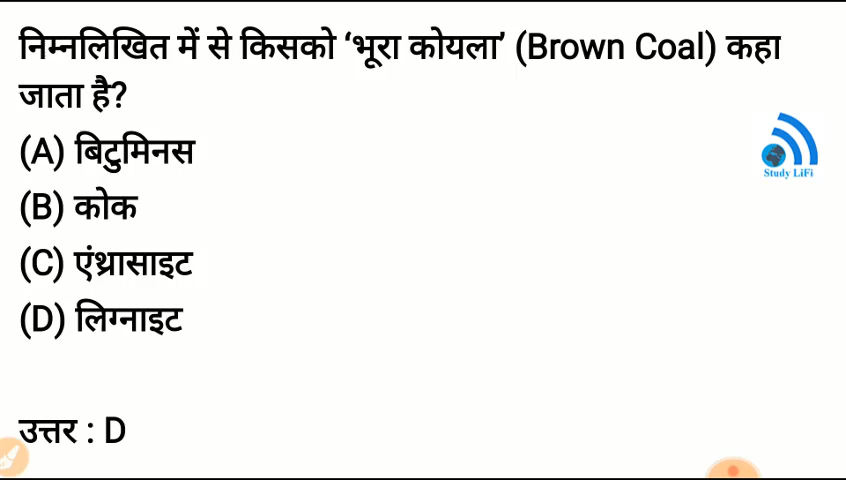 निम्नलिखित में से किसको ‘भूरा कोयला’ (Brown Coal) कहा
जाता है?
(A) बिटुमिनस
(B) कोक
(C) एंथ्रासाइट
(D) लिग्नाइट
Study LiFi
उत्तर : D